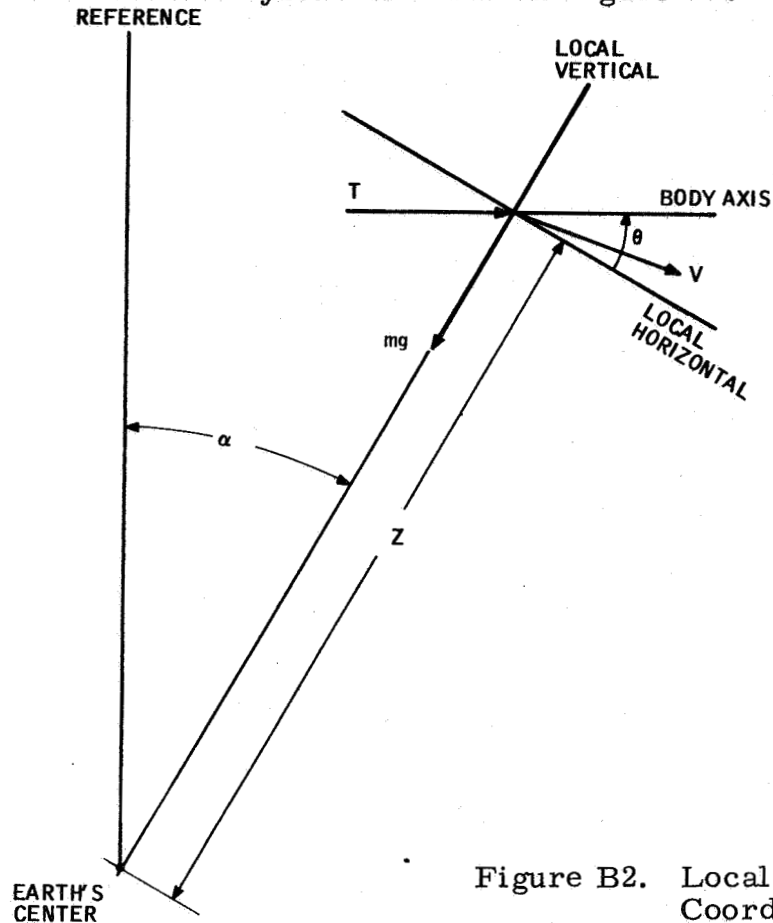 REFERENCE
LOCAL
VERTICAL
T
BODY AXIS
θ
V
LOCAL
HORIZONTAL
mg
α
Z
EARTH'S
CENTER
Figure B2. Local
Coord